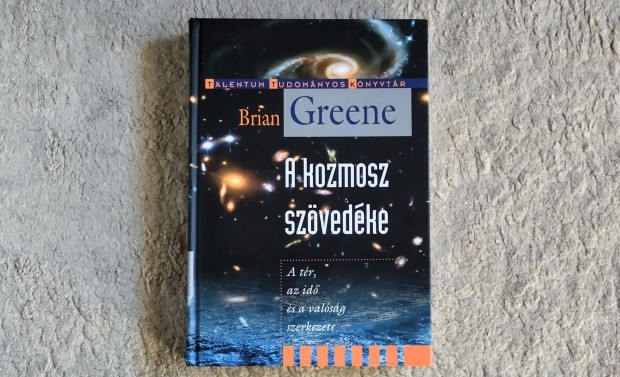 TALENTUM TUDOMÁNYOS KÖNYVTÁR
Brian Greene
A kozmosz
szövedéke
A tér,
az idő
és a valóság
szerkezete